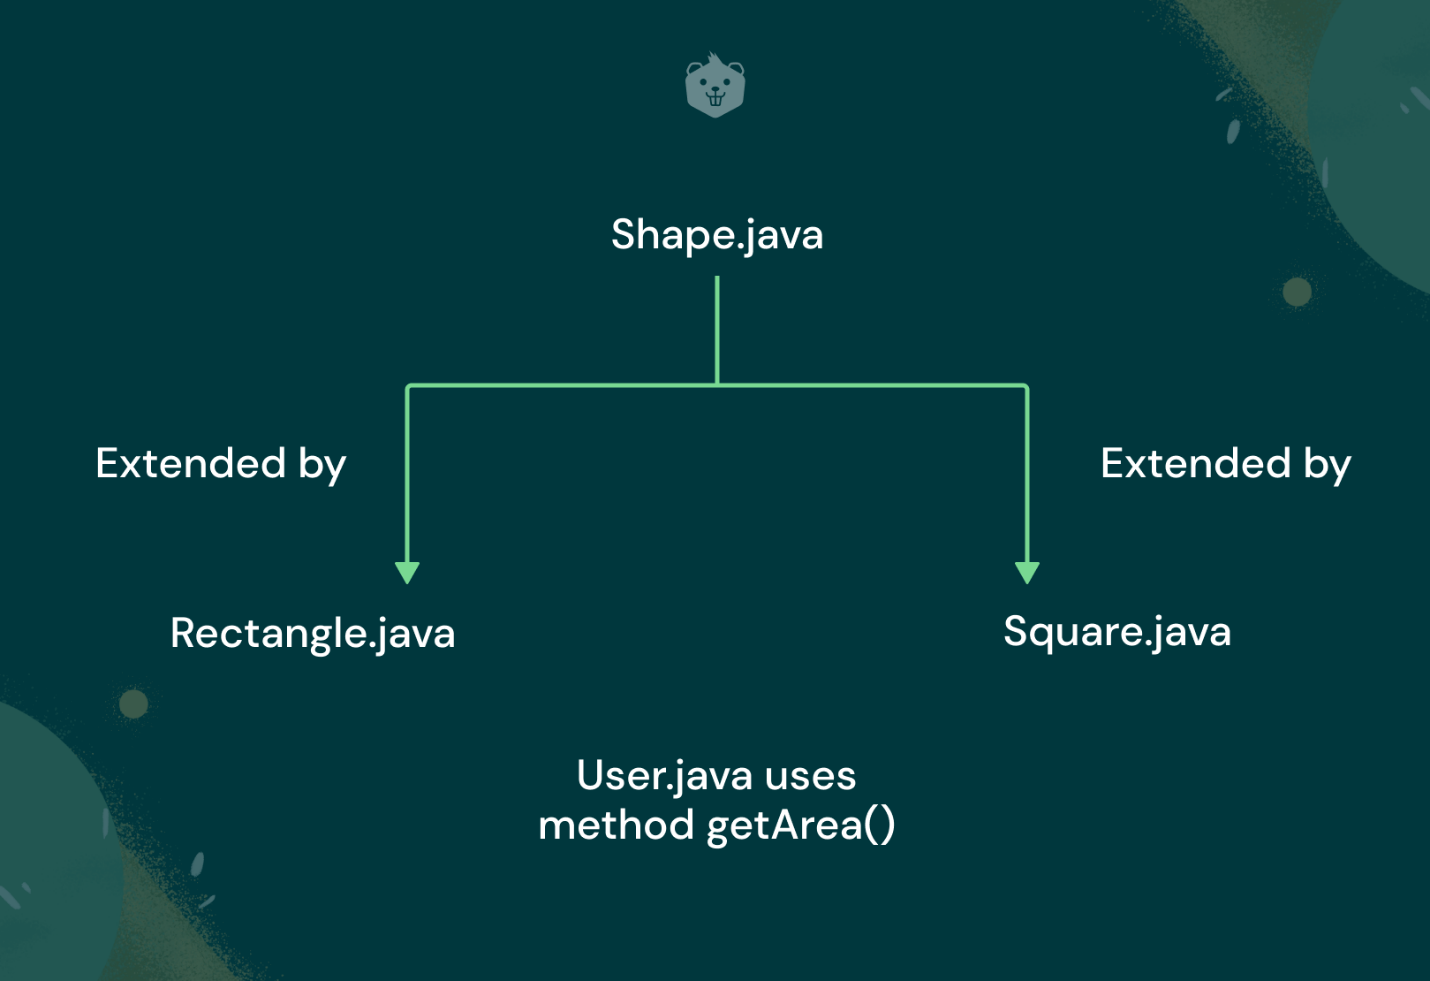 Shape.java
Extended by
Extended by
Rectangle.java
Square.java
User.java uses
method getArea()